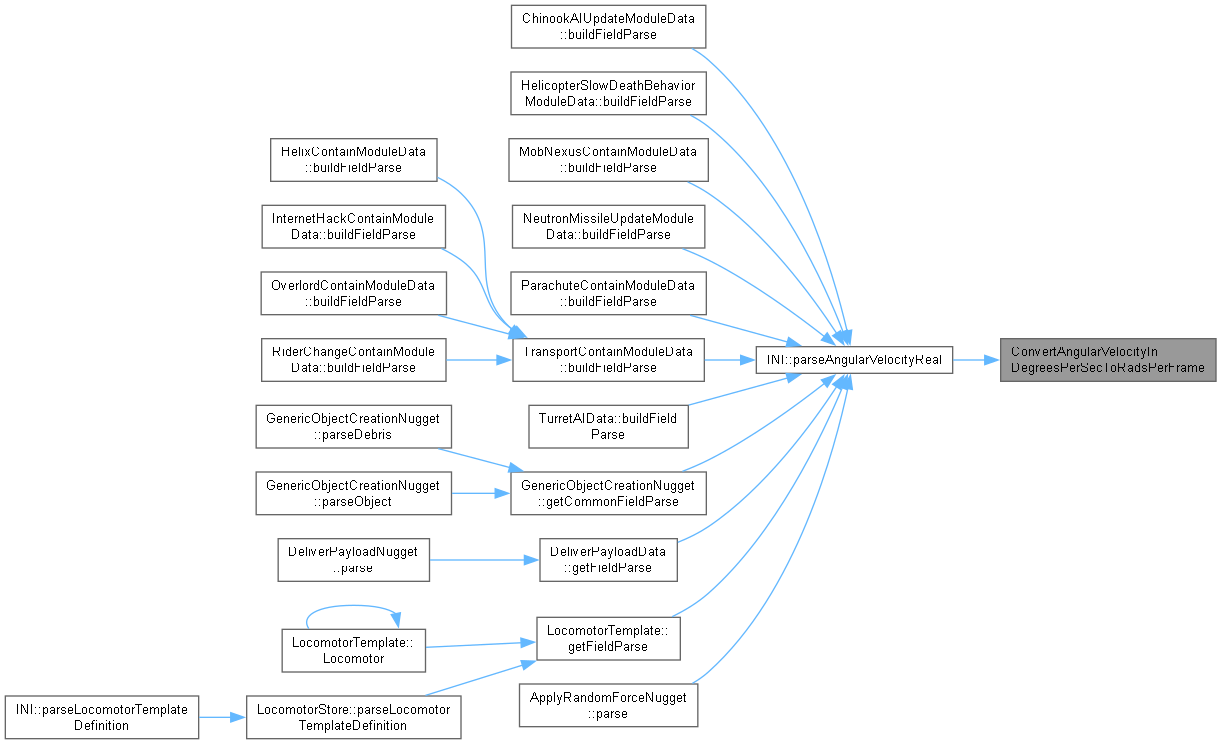 ChinookAIUpdateModuleData
::buildFieldParse
HelicopterSlowDeathBehavior
ModuleData::buildFieldParse
HelixContainModuleData
::buildFieldParse
MobNexusContainModuleData
::buildFieldParse
InternetHackContainModule
Data::buildFieldParse
NeutronMissileUpdateModule
Data::buildFieldParse
OverlordContainModuleData
::buildFieldParse
ParachuteContainModuleData
::buildFieldParse
RiderChangeContainModule
Data::buildFieldParse
TransportContainModuleData
::buildFieldParse
INI::parseAngularVelocityReal
ConvertAngularVelocityIn
DegreesPerSecToRadsPerFrame
TurretAIData::buildField
Parse
GenericObjectCreationNugget
::parseDebris
GenericObjectCreationNugget
::parseObject
GenericObjectCreationNugget
::getCommonFieldParse
DeliverPayloadNugget
::parse
DeliverPayloadData
::getFieldParse
LocomotorTemplate::
Locomotor
LocomotorTemplate::
getFieldParse
INI::parseLocomotorTemplate
Definition
LocomotorStore::parseLocomotor
TemplateDefinition
ApplyRandomForceNugget
::parse